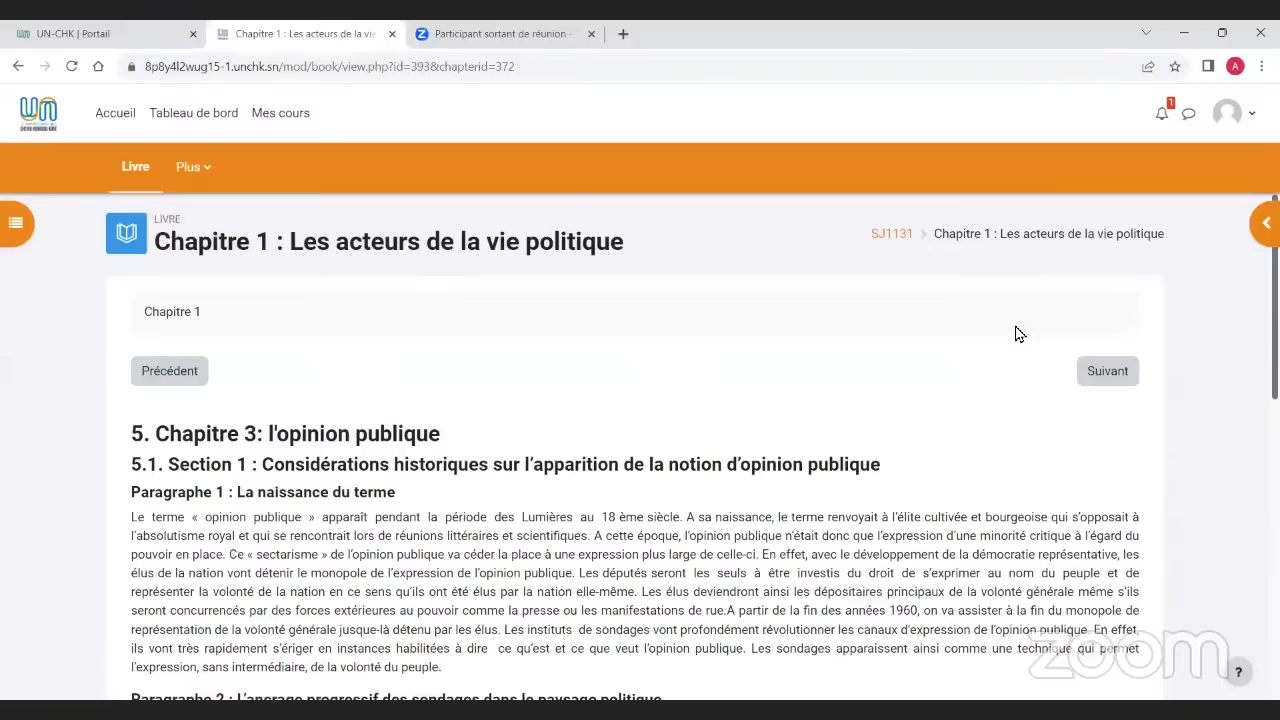 UN-CHK | Portail
Chapitre 1 : Les acteurs de la vie
Participant sortant de réunion -
8p8y4l2wug15-1.unchk.sn/mod/book/view.php?id=393&chapterid=372
A
Accueil Tableau de bord Mes cours
1
Livre Plus
LIVRE
Chapitre 1 : Les acteurs de la vie politique
SJ1131 Chapitre 1 : Les acteurs de la vie politique
Chapitre 1
Précédent
Suivant
5. Chapitre 3: l'opinion publique
5.1. Section 1 : Considérations historiques sur l’apparition de la notion d’opinion publique
Paragraphe 1 : La naissance du terme
Le terme « opinion publique » apparaît pendant la période des Lumières au 18 ème siècle. A sa naissance, le terme renvoyait à l’élite cultivée et bourgeoise qui s’opposait à
l’absolutisme royal et qui se rencontrait lors de réunions littéraires et scientifiques. A cette époque, l’opinion publique n’était donc que l’expression d’une minorité critique à l’égard du
pouvoir en place. Ce « sectarisme » de l’opinion publique va céder la place à une expression plus large de celle-ci. En effet, avec le développement de la démocratie représentative, les
élus de la nation vont détenir le monopole de l’expression de l’opinion publique. Les députés seront les seuls à être investis du droit de s’exprimer au nom du peuple et de
représenter la volonté de la nation en ce sens qu’ils ont été élus par la nation elle-même. Les élus deviendront ainsi les dépositaires principaux de la volonté générale même s’ils
seront concurrencés par des forces extérieures au pouvoir comme la presse ou les manifestations de rue.A partir de la fin des années 1960, on va assister à la fin du monopole de
représentation de la volonté générale jusque-là détenu par les élus. Les instituts de sondages vont profondément révolutionner les canaux d’expression de l’opinion publique. En effet,
ils vont très rapidement s’ériger en instances habilitées à dire ce qu’est et ce que veut l’opinion publique. Les sondages apparaissent ainsi comme une technique qui permet
l’expression, sans intermédiaire, de la volonté du peuple.
Paragraphe 2 : L’ancrage progressif des sondages dans le paysage politique
zoom
?